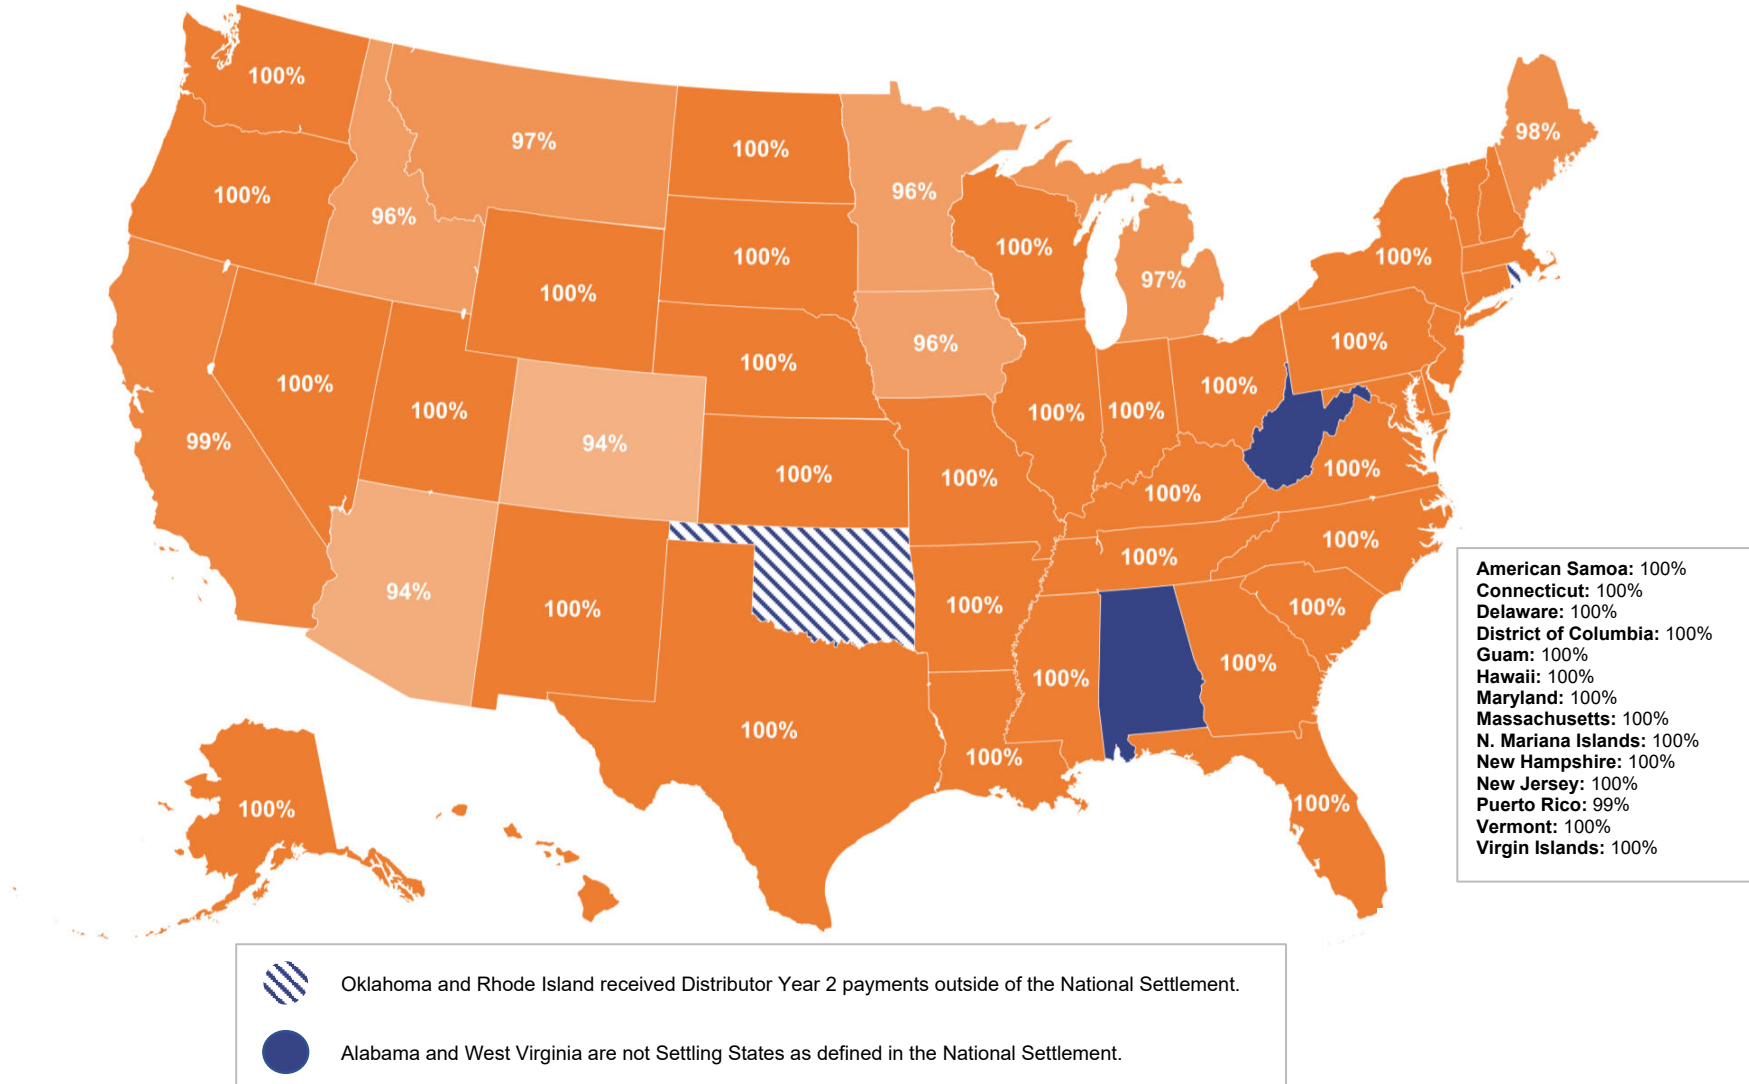 100%
98%
97%
100%
96%
100%
96%
100%
100%
100%
100%
97%
100%
96%
100%
100%
100%
100%
100%
94%
100%
100%
100%
99%
100%
100%
100%
100%
100%
100%
94%
100%
100%
100%
100%
100%
100%
100%
100%
100%
American Samoa: 100%
Connecticut: 100%
Delaware: 100%
District of Columbia: 100%
Guam: 100%
Hawaii: 100%
Maryland: 100%
Massachusetts: 100%
N. Mariana Islands: 100%
New Hampshire: 100%
New Jersey: 100%
Puerto Rico: 99%
Vermont: 100%
Virgin Islands: 100%
Oklahoma and Rhode Island received Distributor Year 2 payments outside of the National Settlement.
Alabama and West Virginia are not Settling States as defined in the National Settlement.